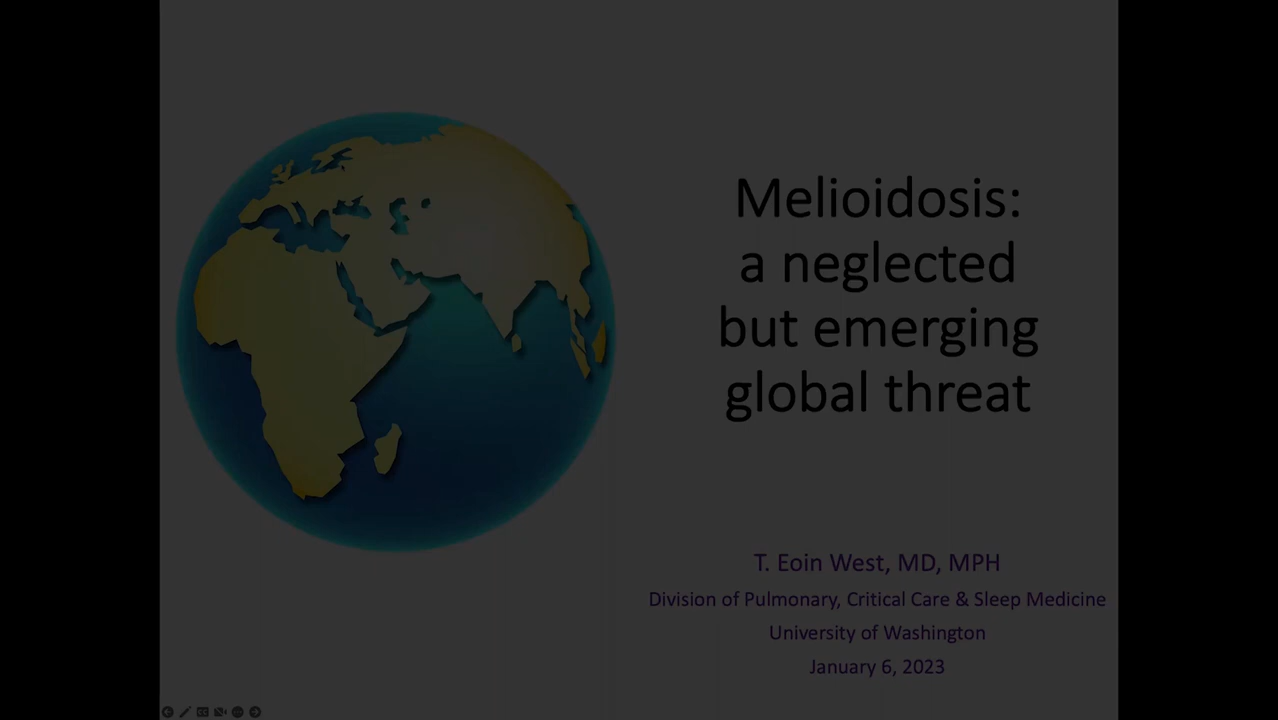 Melioidosis:
a neglected
but emerging
global threat
T. Eoin West, MD, MPH
Division of Pulmonary, Critical Care & Sleep Medicine
University of Washington
January 6, 2023